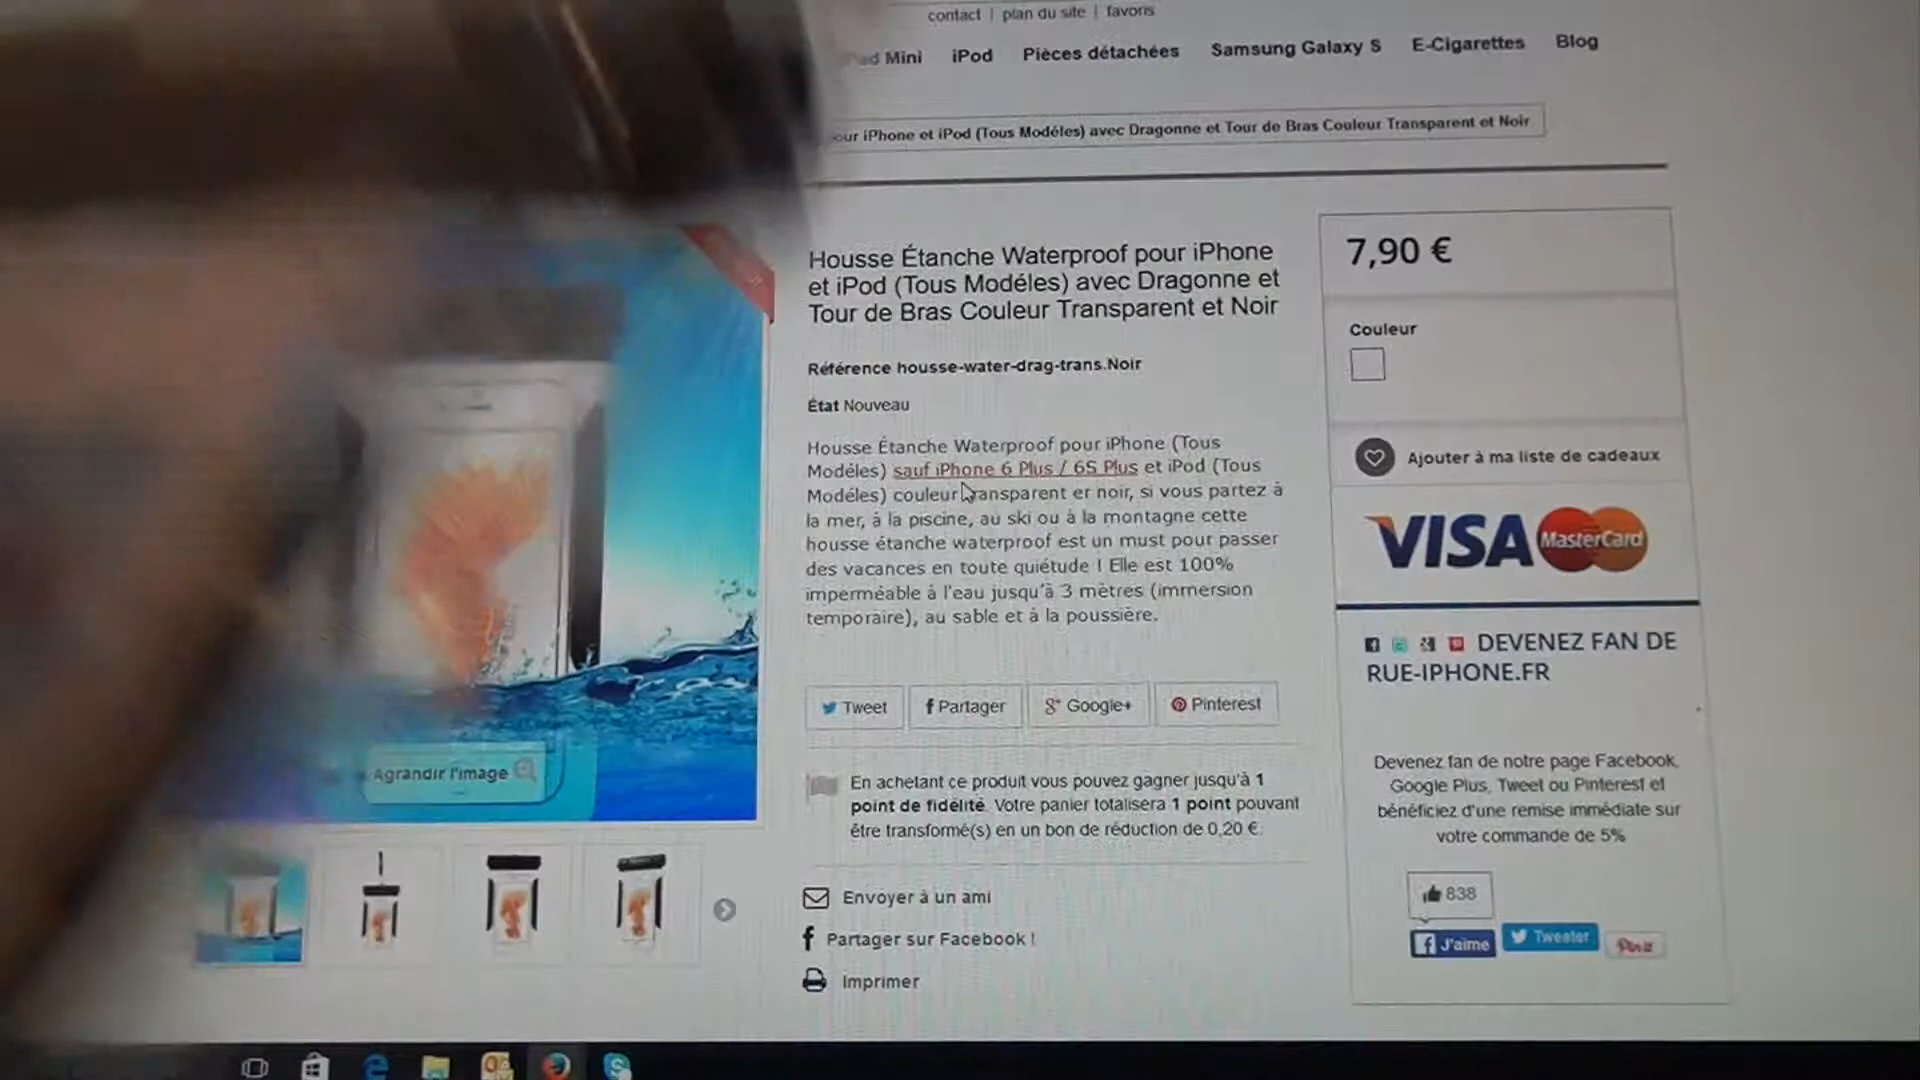 contact | plan du site | favoris
iPad Mini iPod Pièces détachées Samsung Galaxy S E-Cigarettes Blog
pour iPhone et iPod (Tous Modéles) avec Dragonne et Tour de Bras Couleur Transparent et Noir
Housse Étanche Waterproof pour iPhone
et iPod (Tous Modéles) avec Dragonne et
Tour de Bras Couleur Transparent et Noir
Référence housse-water-drag-trans.Noir
État Nouveau
Housse Étanche Waterproof pour iPhone (Tous
Modéles) sauf iPhone 6 Plus / 6S Plus et iPod (Tous
Modéles) couleur transparent er noir, si vous partez à
la mer, à la piscine, au ski ou à la montagne cette
housse étanche waterproof est un must pour passer
des vacances en toute quiétude ! Elle est 100%
imperméable à l'eau jusqu'à 3 mètres (immersion
temporaire), au sable et à la poussière.
Tweet Partager Google+ Pinterest
En achetant ce produit vous pouvez gagner jusqu'à 1
point de fidélité. Votre panier totalisera 1 point pouvant
être transformé(s) en un bon de réduction de 0,20 €.
Envoyer à un ami
Partager sur Facebook !
Imprimer
Agrandir l'image
7,90 €
Couleur
Ajouter à ma liste de cadeaux
VISA MasterCard
DEVENEZ FAN DE
RUE-IPHONE.FR
Devenez fan de notre page Facebook,
Google Plus, Tweet ou Pinterest et
bénéficiez d'une remise immédiate sur
votre commande de 5%
838
J'aime Tweeter Pin it